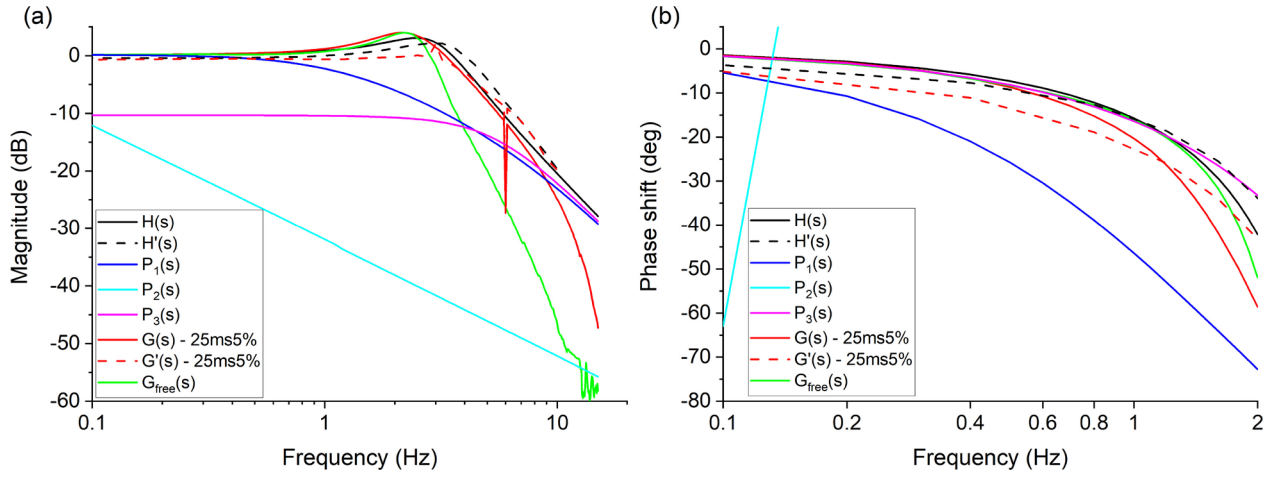 (a)
Magnitude (dB)
0
-10
-20
-30
-40
-50
-60
H(s)
H'(s)
P1(s)
P2(s)
P3(s)
G(s) - 25ms5%
G'(s) - 25ms5%
Gfree(s)
0.1
1
10
Frequency (Hz)
(b)
Phase shift (deg)
0
-10
-20
-30
-40
-50
-60
-70
-80
H(s)
H'(s)
P1(s)
P2(s)
P3(s)
G(s) - 25ms5%
G'(s) - 25ms5%
Gfree(s)
0.1
0.2
0.4
0.6
0.8
1
2
Frequency (Hz)